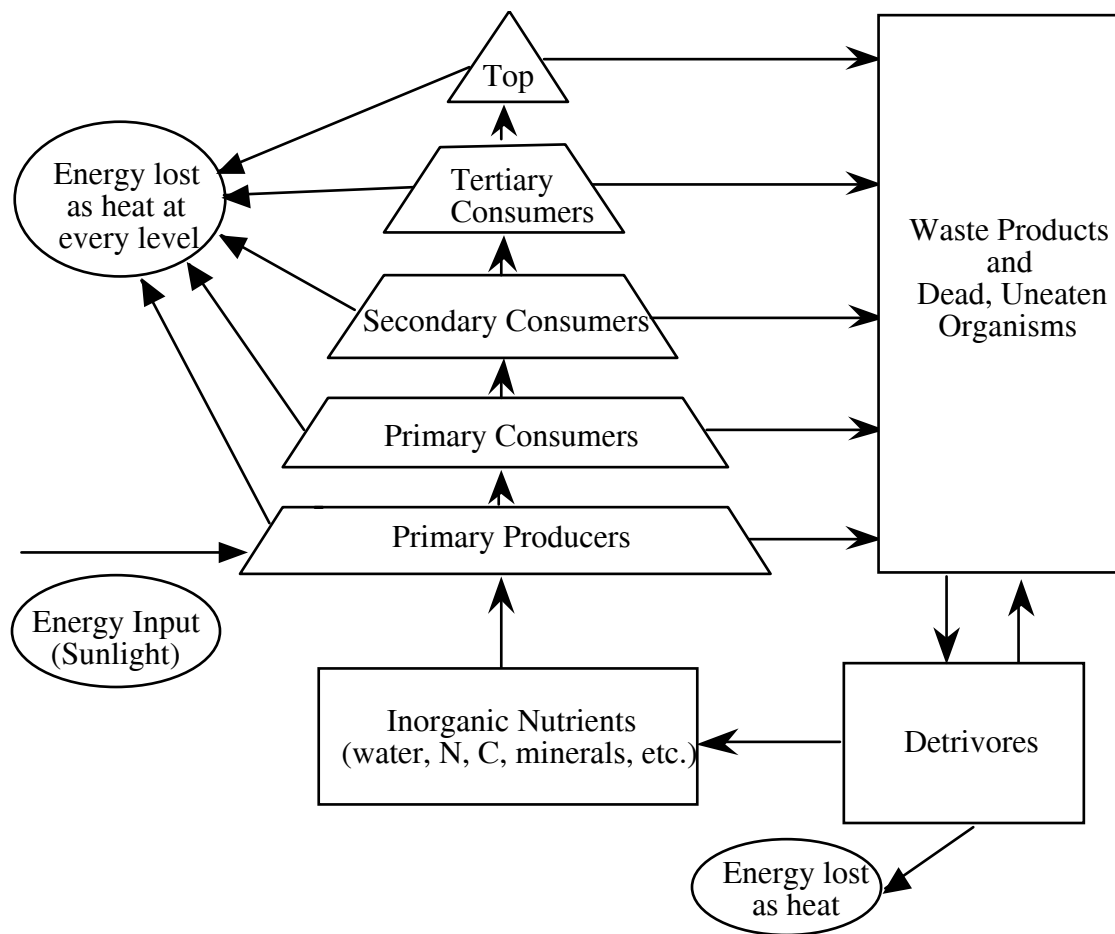 Top
Energy lost
as heat at
every level
Tertiary
Consumers
Waste Products
and
Dead, Uneaten
Organisms
Secondary Consumers
Primary Consumers
Primary Producers
Energy Input
(Sunlight)
Inorganic Nutrients
(water, N, C, minerals, etc.)
Detrivores
Energy lost
as heat